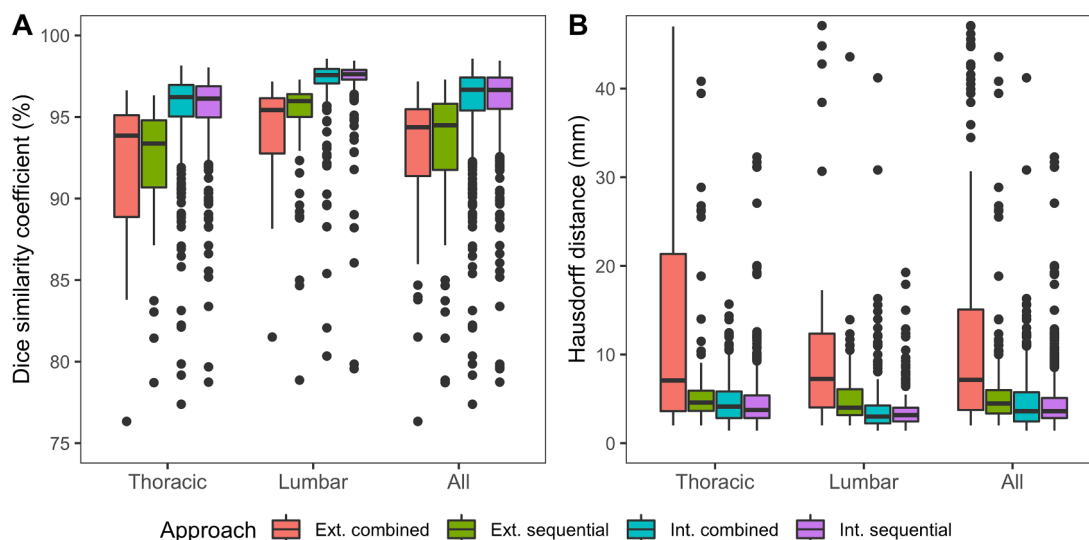 A
B
Dice similarity coefficient (%)
100
95
90
85
80
75
Thoracic
Lumbar
All
Hausdorff distance (mm)
40
30
20
10
0
Thoracic
Lumbar
All
Approach
Ext. combined
Ext. sequential
Int. combined
Int. sequential